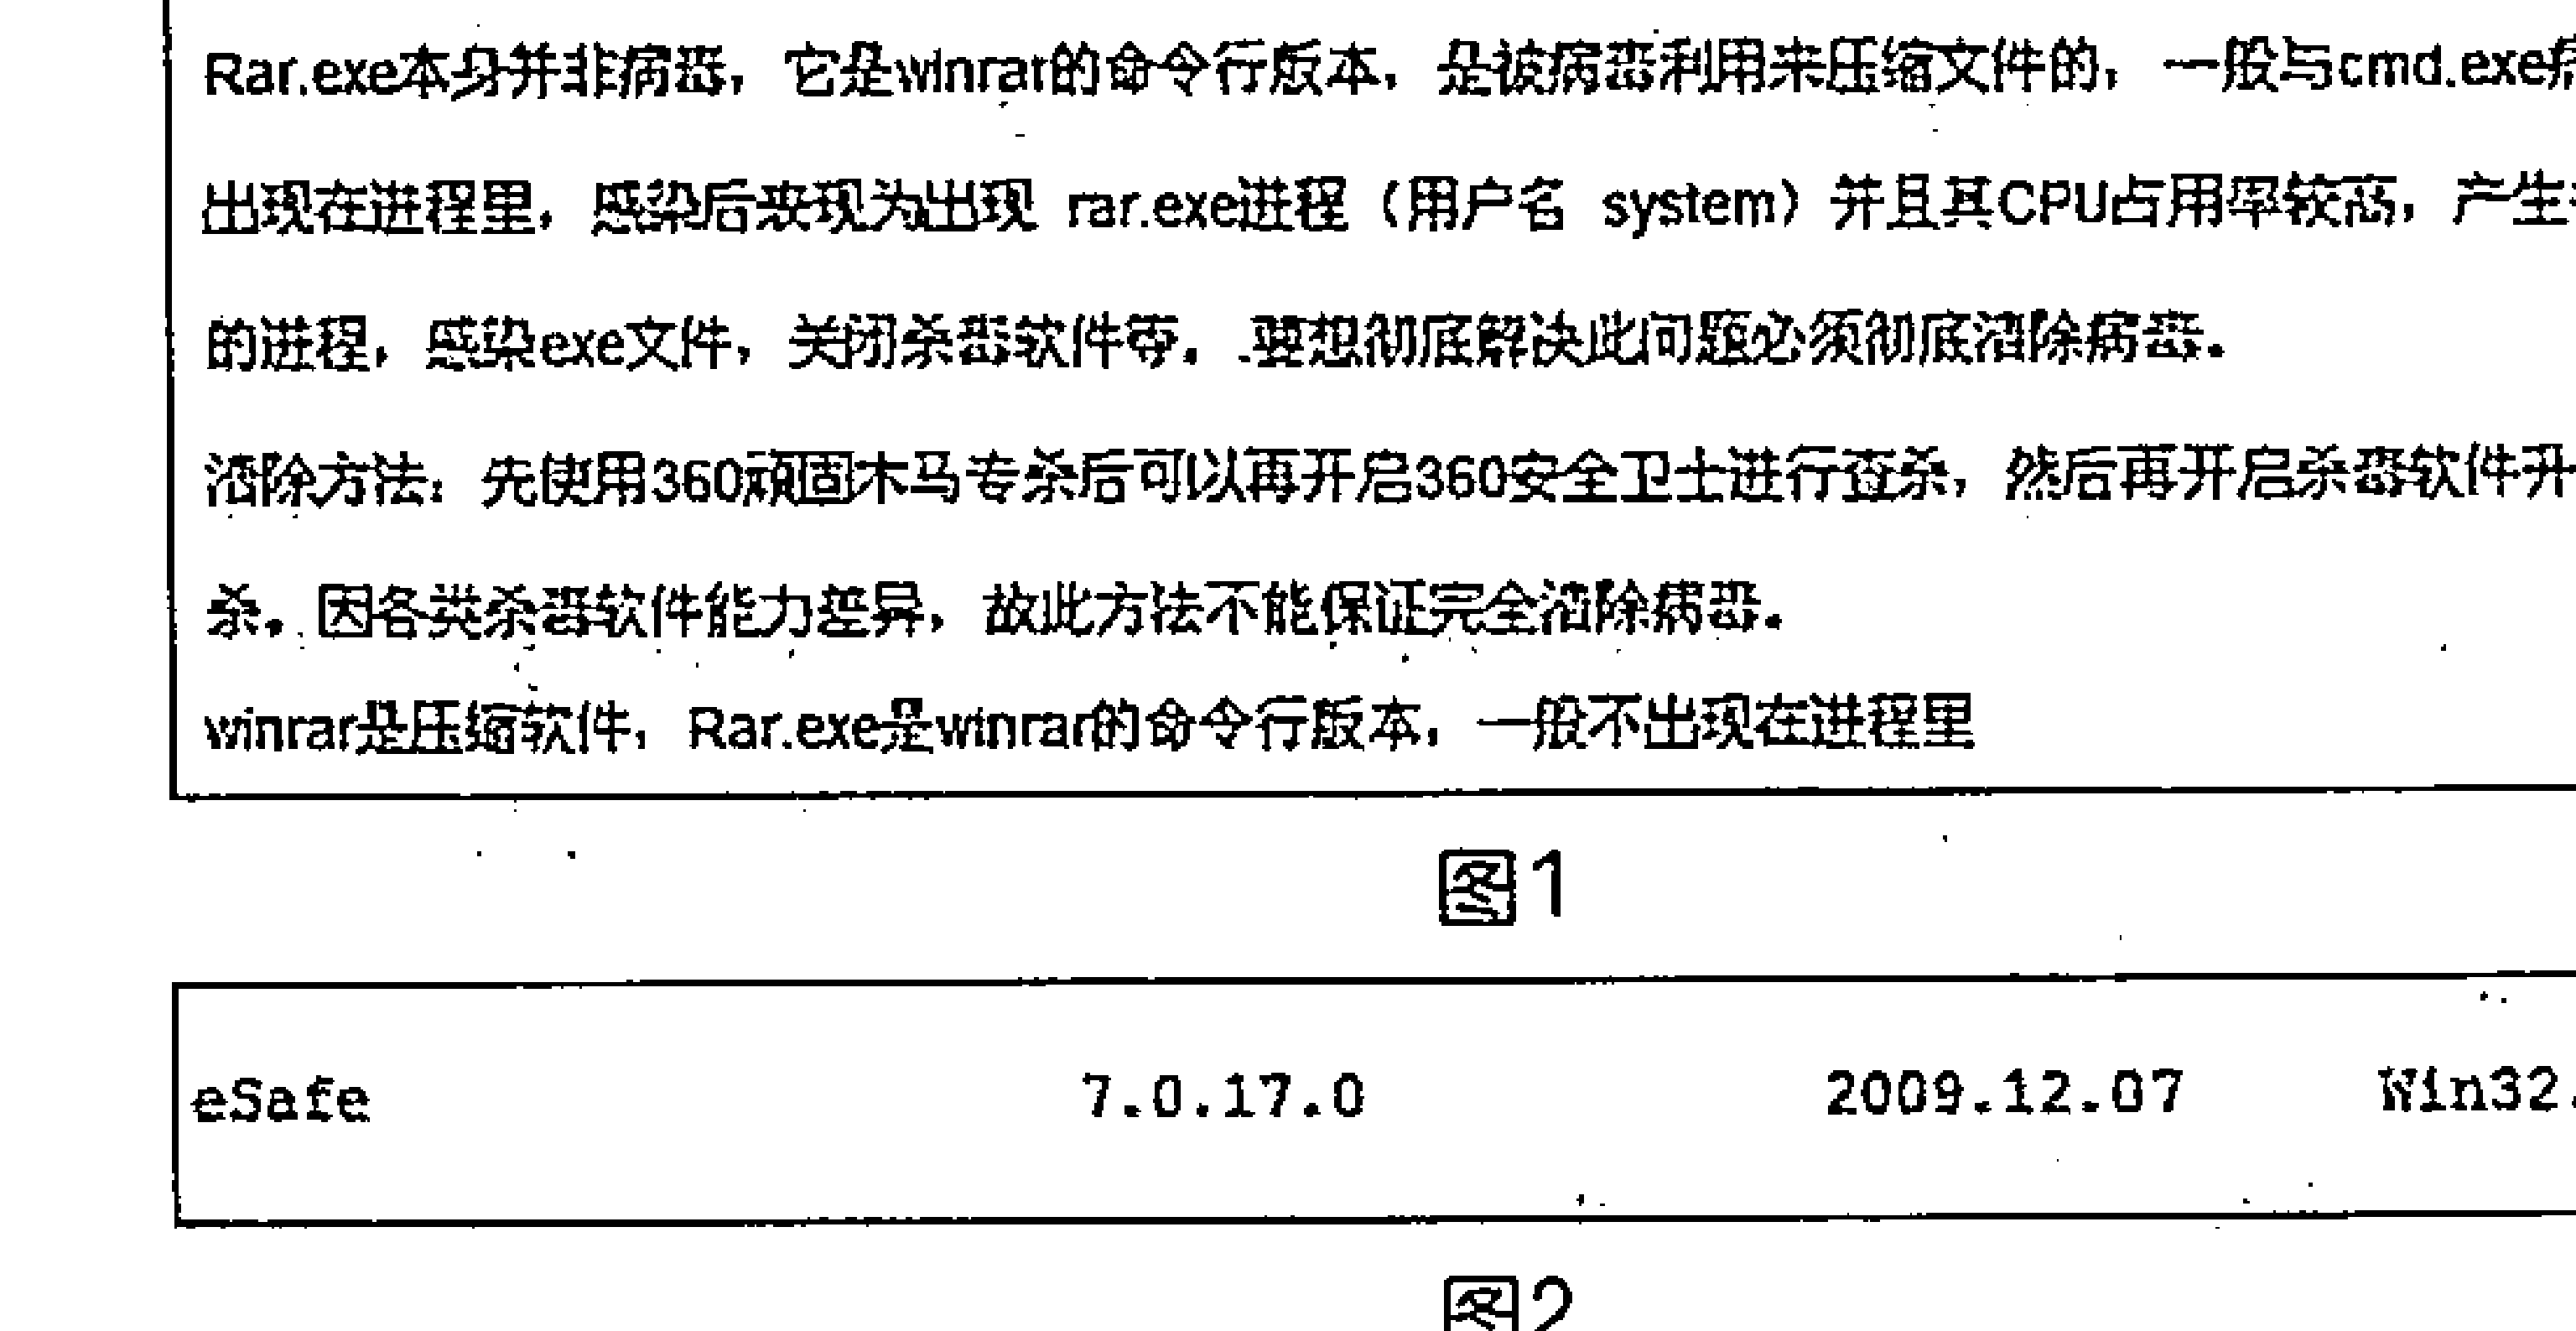 Rar.exe本身并非病毒，它是winrar的命令行版本，是被病毒利用来压缩文件的，一般与cmd.exe病
出现在进程里，感染后表现为出现 rar.exe进程（用户名 system）并且其CPU占用率较高，产生
的进程，感染exe文件，关闭杀毒软件等．要想彻底解决此问题必须彻底清除病毒．
清除方法：先使用360顽固木马专杀后可以再开启360安全卫士进行查杀，然后再开启杀毒软件升
杀．因各类杀毒软件能力差异，故此方法不能保证完全清除病毒．
winrar是压缩软件，Rar.exe是winrar的命令行版本，一般不出现在进程里
图1
eSafe 7.0.17.0 2009.12.07 Win32.
图2